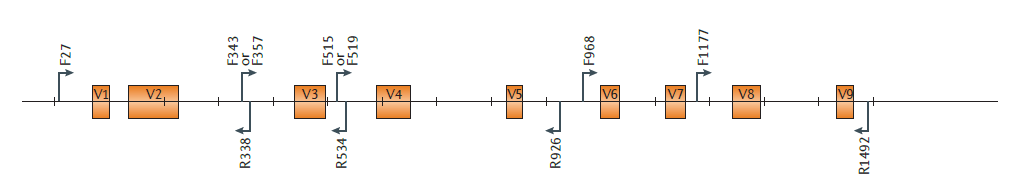 F27
F343
or
F357
F515
or
F519
F968
F1177
V1
V2
V3
V4
V5
V6
V7
V8
V9
R338
R534
R926
R1492